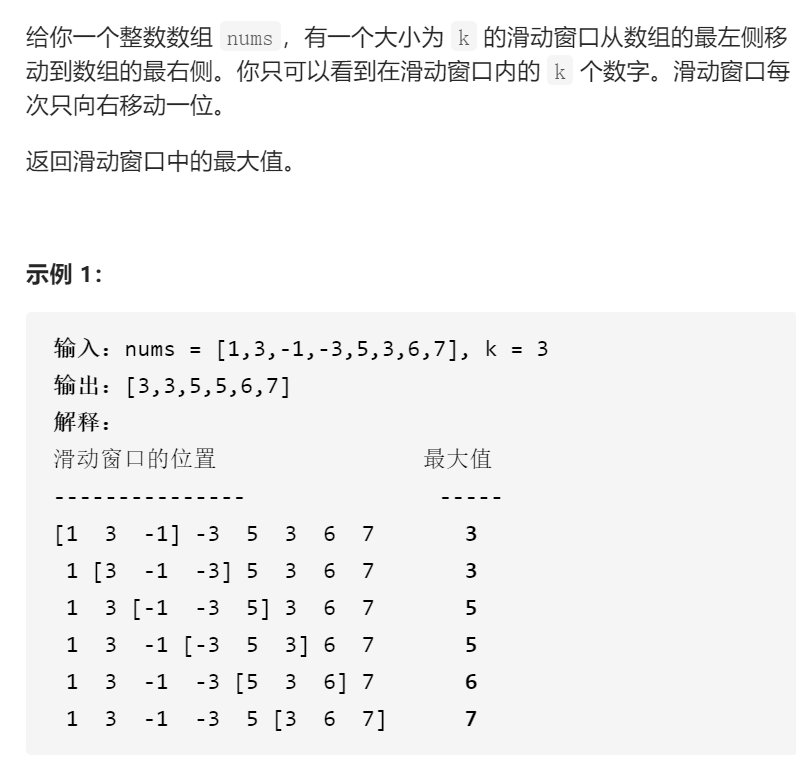 给你一个整数数组 nums，有一个大小为 k 的滑动窗口从数组的最左侧移
动到数组的最右侧。你只可以看到在滑动窗口内的 k 个数字。滑动窗口每
次只向右移动一位。
返回滑动窗口中的最大值。
示例 1：
输入：nums = [1,3,-1,-3,5,3,6,7], k = 3
输出：[3,3,5,5,6,7]
解释：
滑动窗口的位置                最大值
---------------               -----
[1  3  -1] -3  5  3  6  7       3
 1 [3  -1  -3] 5  3  6  7       3
 1  3 [-1  -3  5] 3  6  7       5
 1  3  -1 [-3  5  3] 6  7       5
 1  3  -1  -3 [5  3  6] 7       6
 1  3  -1  -3  5 [3  6  7]      7